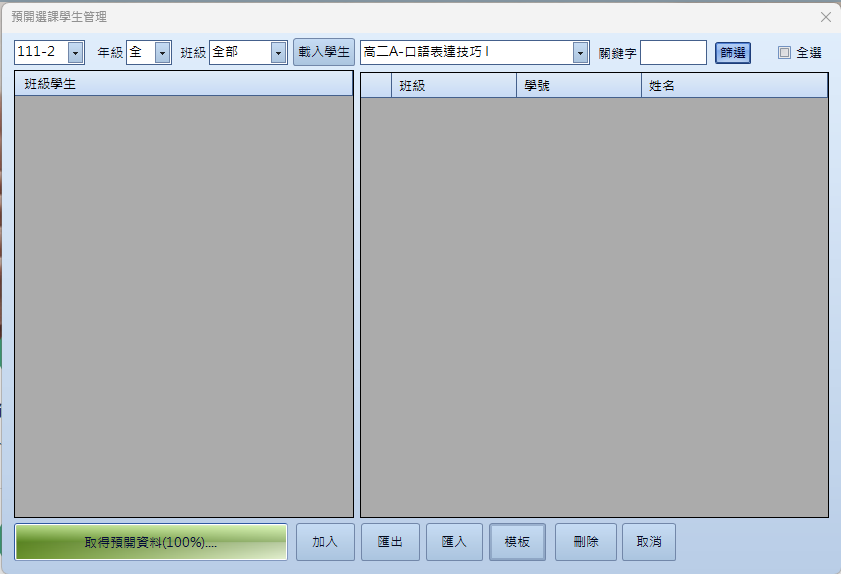 預開選課學生管理
111-2 年級 全 班級 全部 載入學生 高二A-口語表達技巧 I 關鍵字 篩選 全選
班級學生 班級 學號 姓名
取得預開資料(100%).... 加入 匯出 匯入 模板 刪除 取消